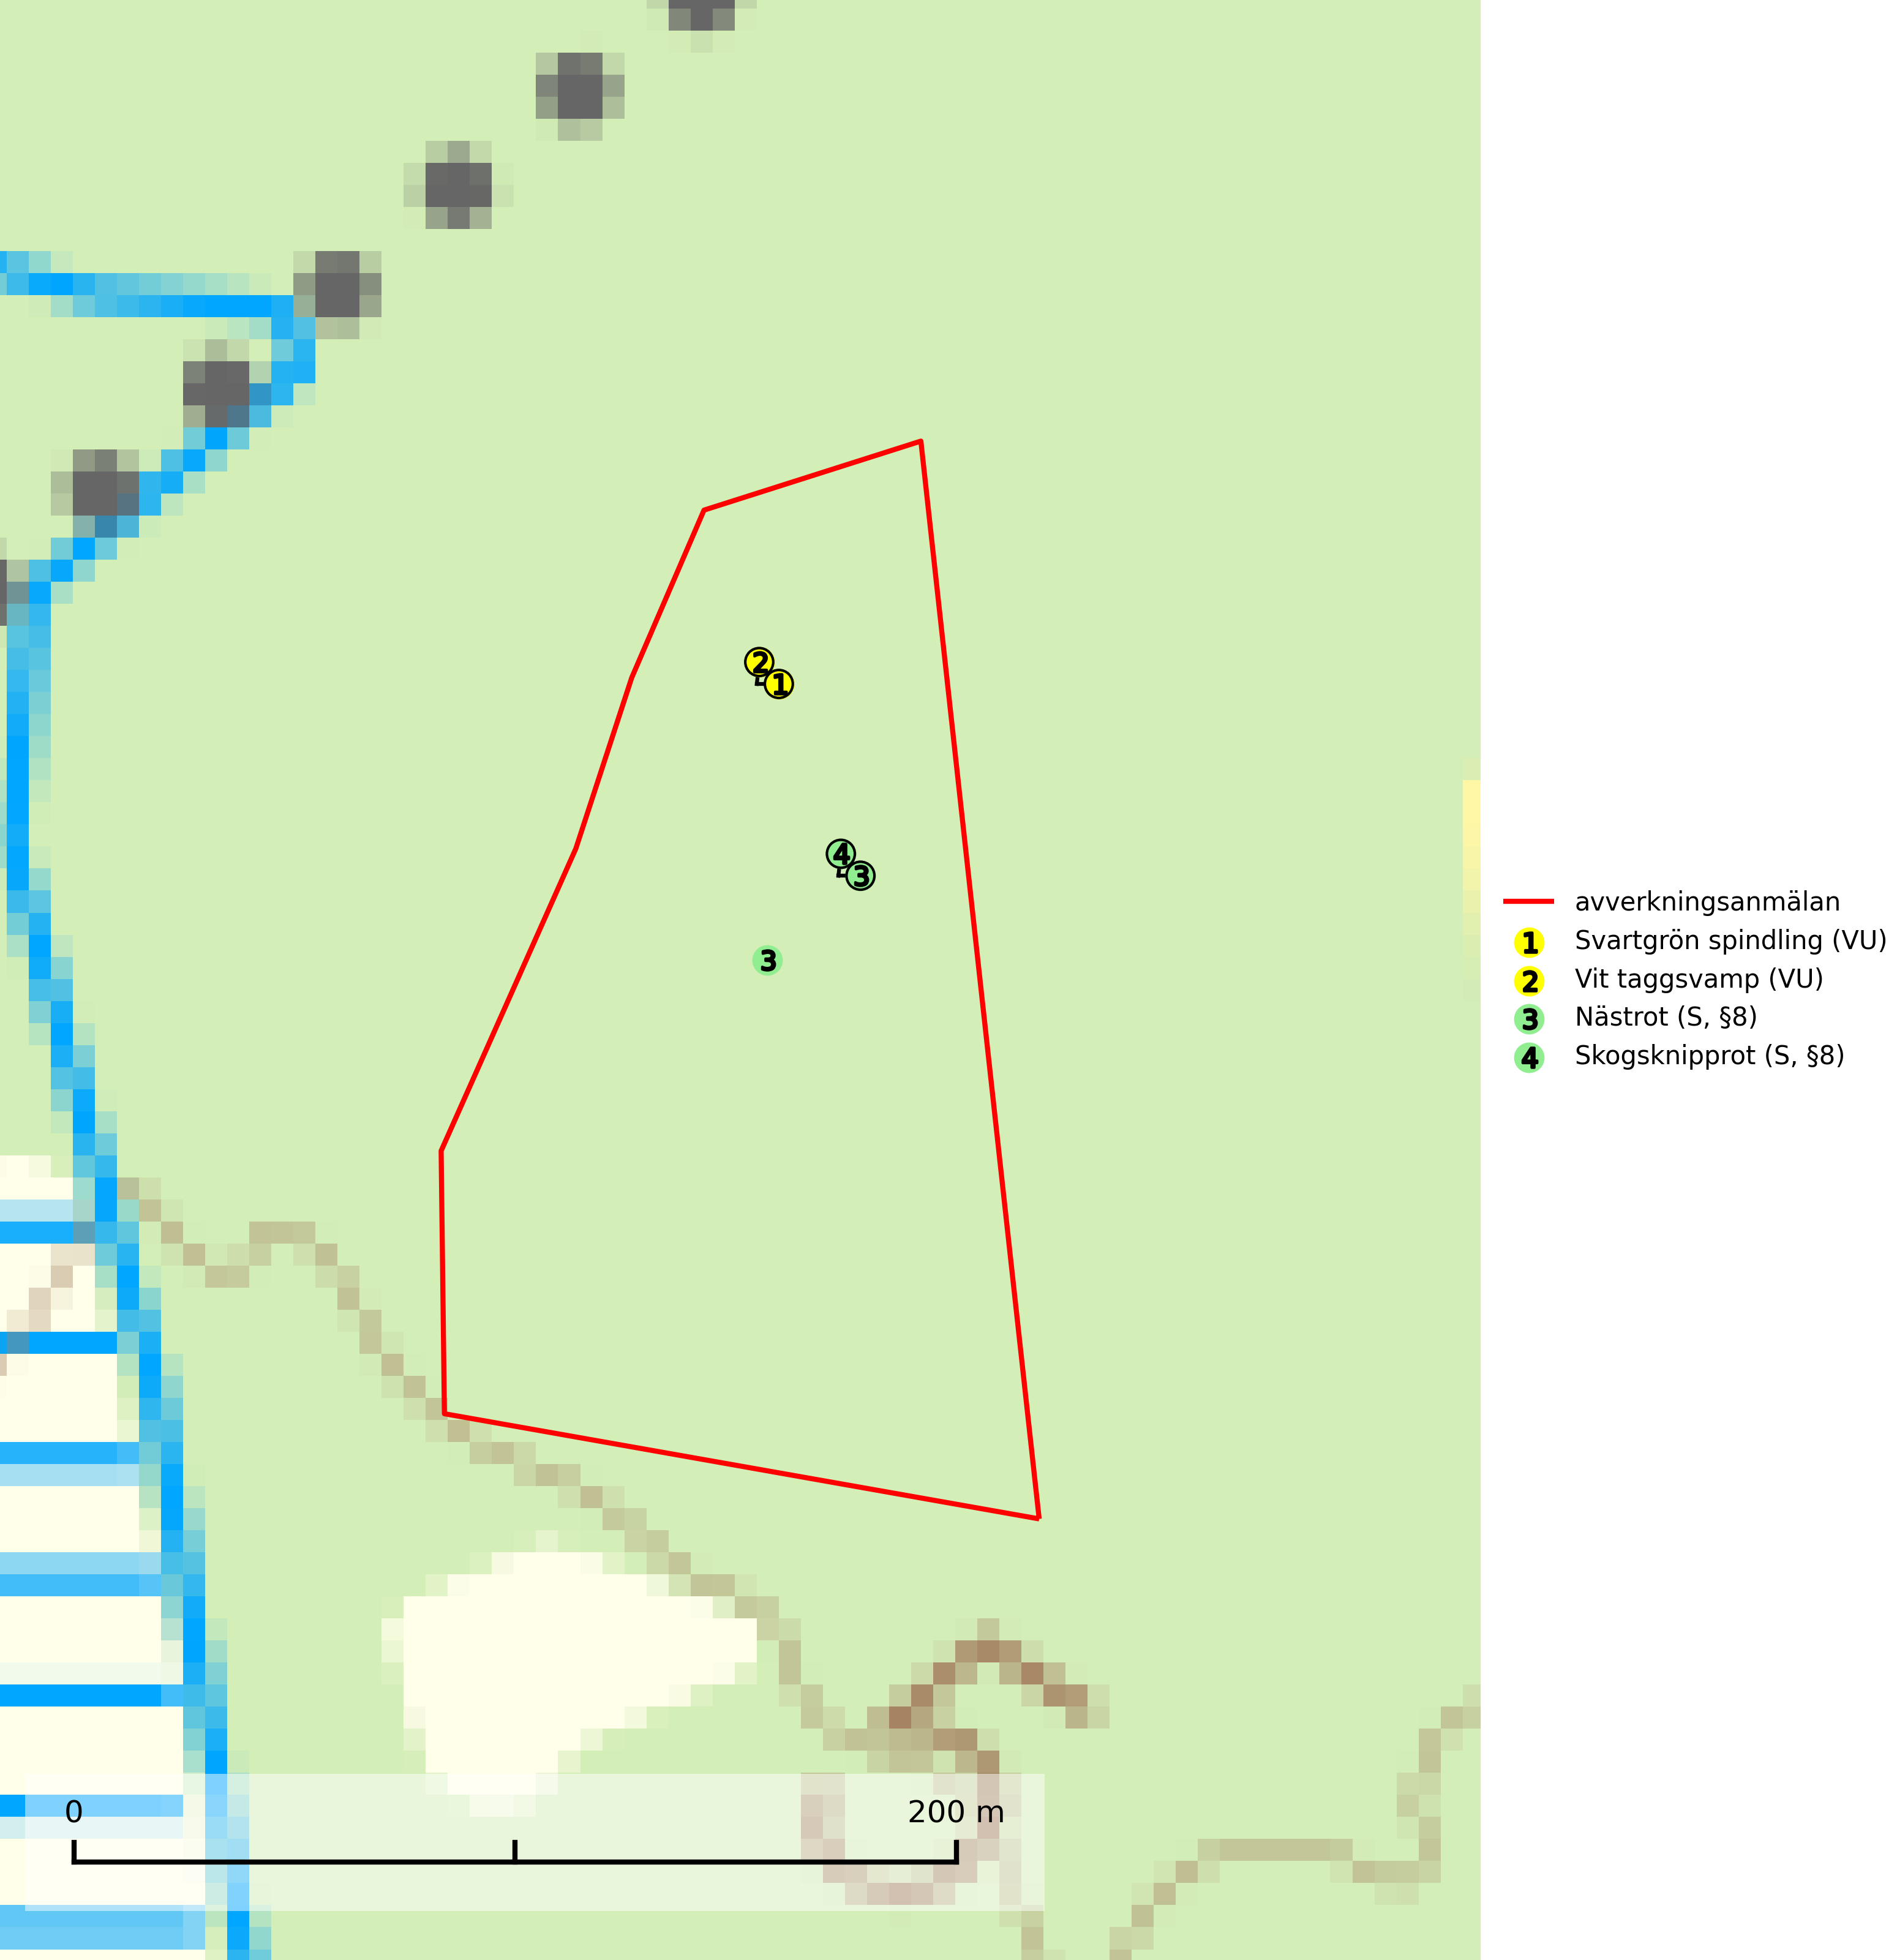 2
1
4
3
3
avverkningsanmälan
1 Svartgrön spindling (VU)
2 Vit taggsvamp (VU)
3 Nästrot (S, §8)
4 Skogsknipprot (S, §8)
0 200 m